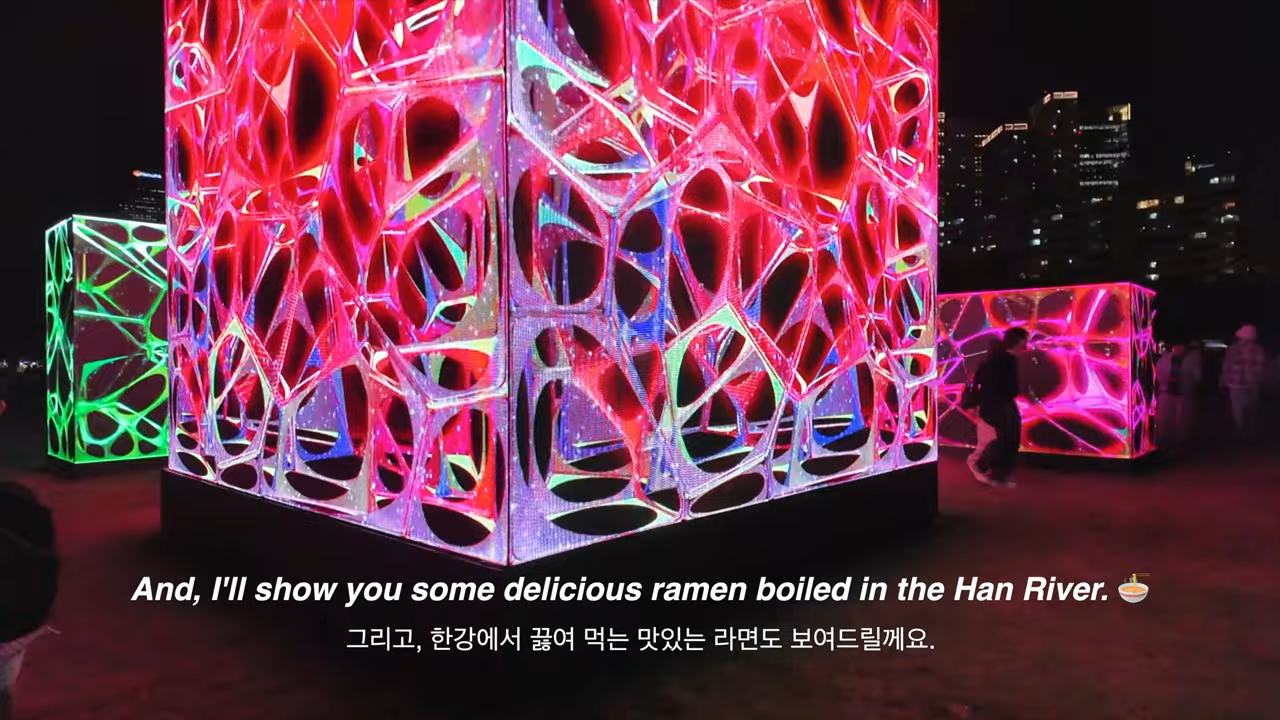 And, I'll show you some delicious ramen boiled in the Han River. 🍜
그리고, 한강에서 끓여 먹는 맛있는 라면도 보여드릴께요.